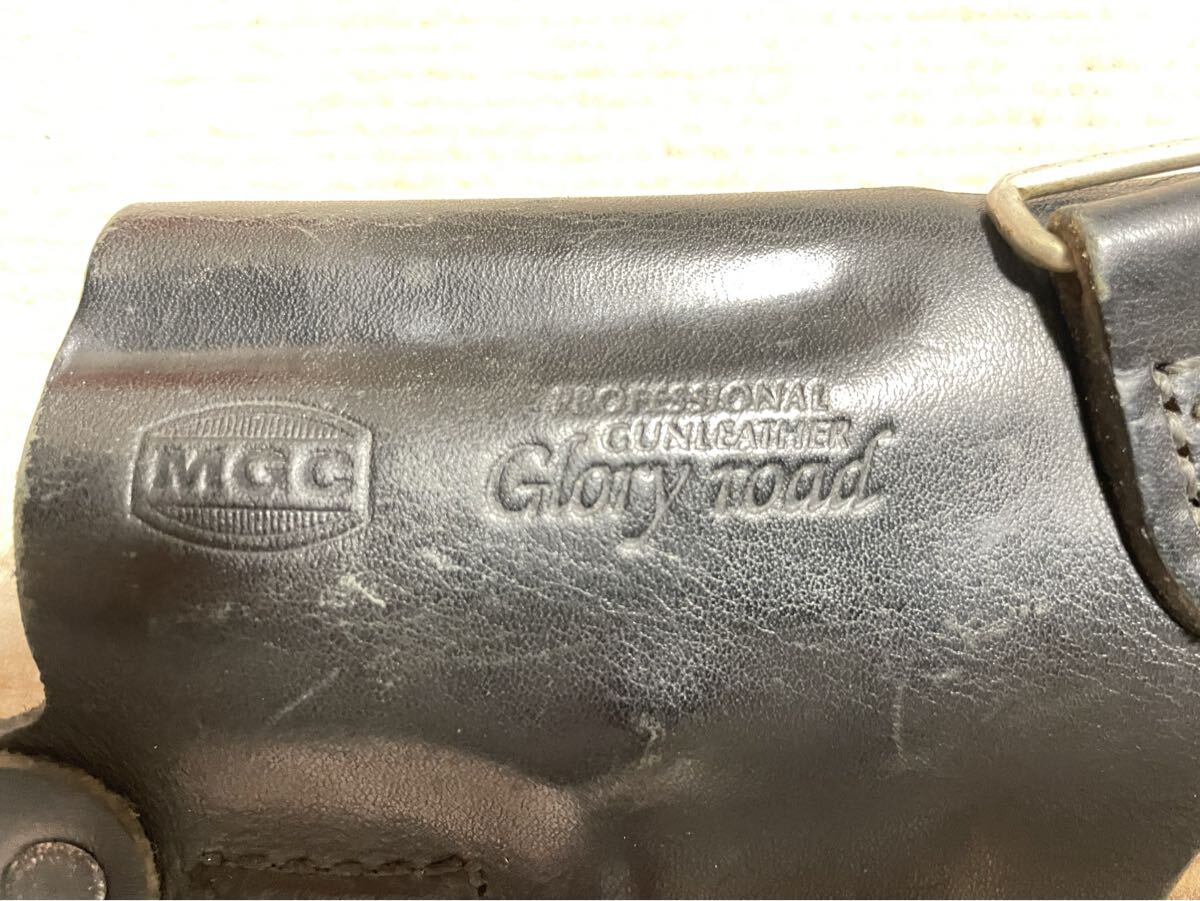 MGC
PROFESSIONAL
GUNLEATHER
Glory road